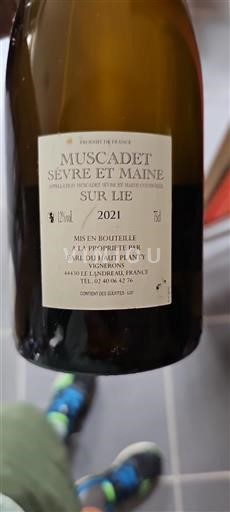 PRODUIT DE FRANCE
MUSCADET
SÈVRE ET MAINE
APPELLATION MUSCADET SÈVRE ET MAINE CONTRÔLÉE
SUR LIE
12%vol. 2021 75cl
MIS EN BOUTEILLE
A LA PROPRIETE PAR
EARL DU HAUT PLANTY
VIGNERONS
44430 LE LANDREAU, FRANCE
TEL. 02 40 06 42 76
CONTIENT DES SULFITES -